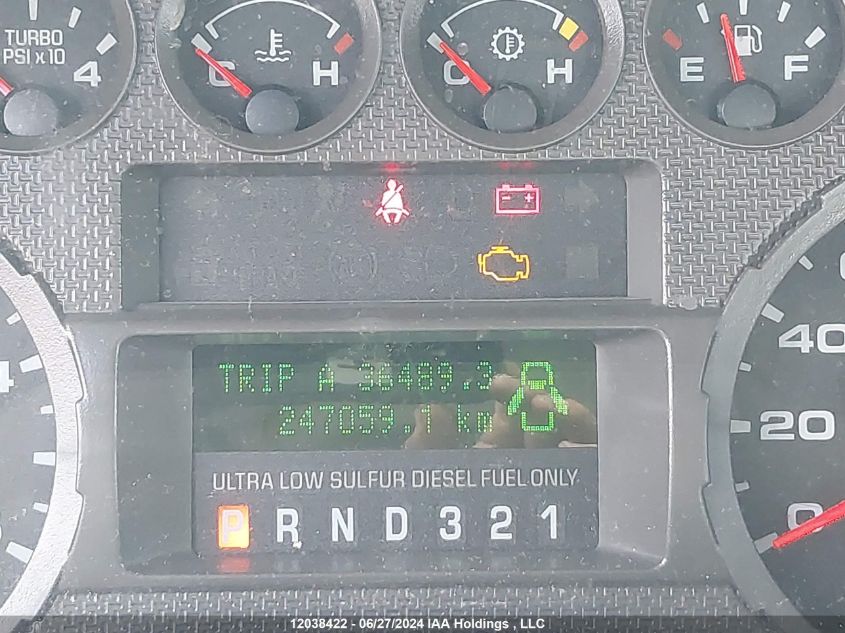 TURBO
PSI x 10
4
C H
C H
E F
- +
TRIP A 36489.3
247059.1 km
ULTRA LOW SULFUR DIESEL FUEL ONLY
P R N D 3 2 1
4
40
20
0
12038422 - 06/27/2024 IAA Holdings , LLC